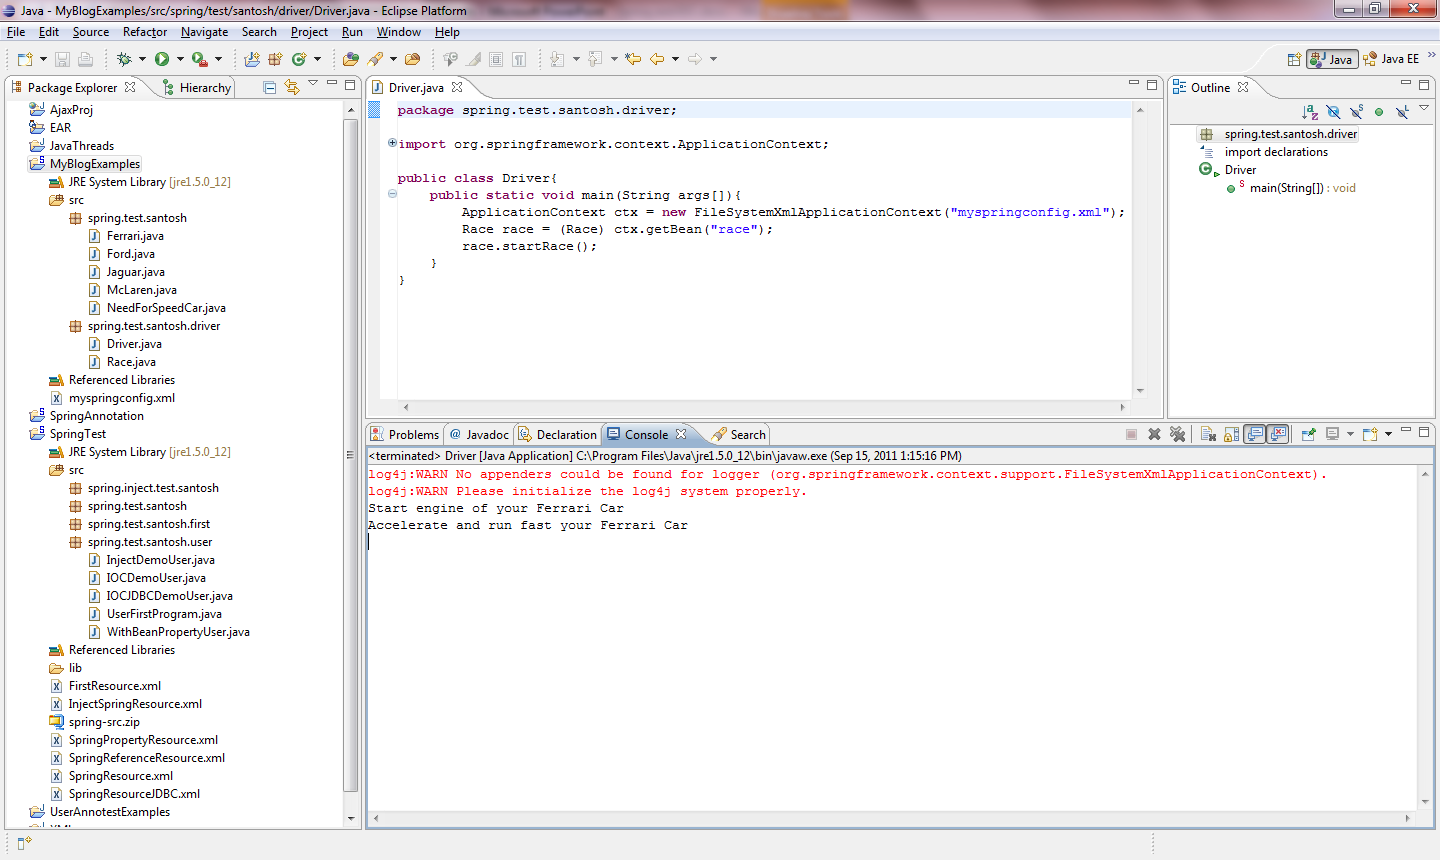 Java - MyBlogExamples/src/spring/test/santosh/driver/Driver.java - Eclipse Platform
File Edit Source Refactor Navigate Search Project Run Window Help
Java Java EE
Package Explorer Hierarchy
AjaxProj
EAR
JavaThreads
MyBlogExamples
JRE System Library [jre1.5.0_12]
src
spring.test.santosh
Ferrari.java
Ford.java
Jaguar.java
McLaren.java
NeedForSpeedCar.java
spring.test.santosh.driver
Driver.java
Race.java
Referenced Libraries
myspringconfig.xml
SpringAnnotation
SpringTest
JRE System Library [jre1.5.0_12]
src
spring.inject.test.santosh
spring.test.santosh
spring.test.santosh.first
spring.test.santosh.user
InjectDemoUser.java
IOCDemoUser.java
IOCJDBCDemoUser.java
UserFirstProgram.java
WithBeanPropertyUser.java
Referenced Libraries
lib
FirstResource.xml
InjectSpringResource.xml
spring-src.zip
SpringPropertyResource.xml
SpringReferenceResource.xml
SpringResource.xml
SpringResourceJDBC.xml
UserAnnotestExamples
Driver.java
package spring.test.santosh.driver;
import org.springframework.context.ApplicationContext;
public class Driver{
public static void main(String args[]){
ApplicationContext ctx = new FileSystemXmlApplicationContext("myspringconfig.xml");
Race race = (Race) ctx.getBean("race");
race.startRace();
}
}
Outline
spring.test.santosh.driver
import declarations
Driver
main(String[]) : void
Problems Javadoc Declaration Console Search
<terminated> Driver [Java Application] C:\Program Files\Java\jre1.5.0_12\bin\javaw.exe (Sep 15, 2011 1:15:16 PM)
log4j:WARN No appenders could be found for logger (org.springframework.context.support.FileSystemXmlApplicationContext).
log4j:WARN Please initialize the log4j system properly.
Start engine of your Ferrari Car
Accelerate and run fast your Ferrari Car